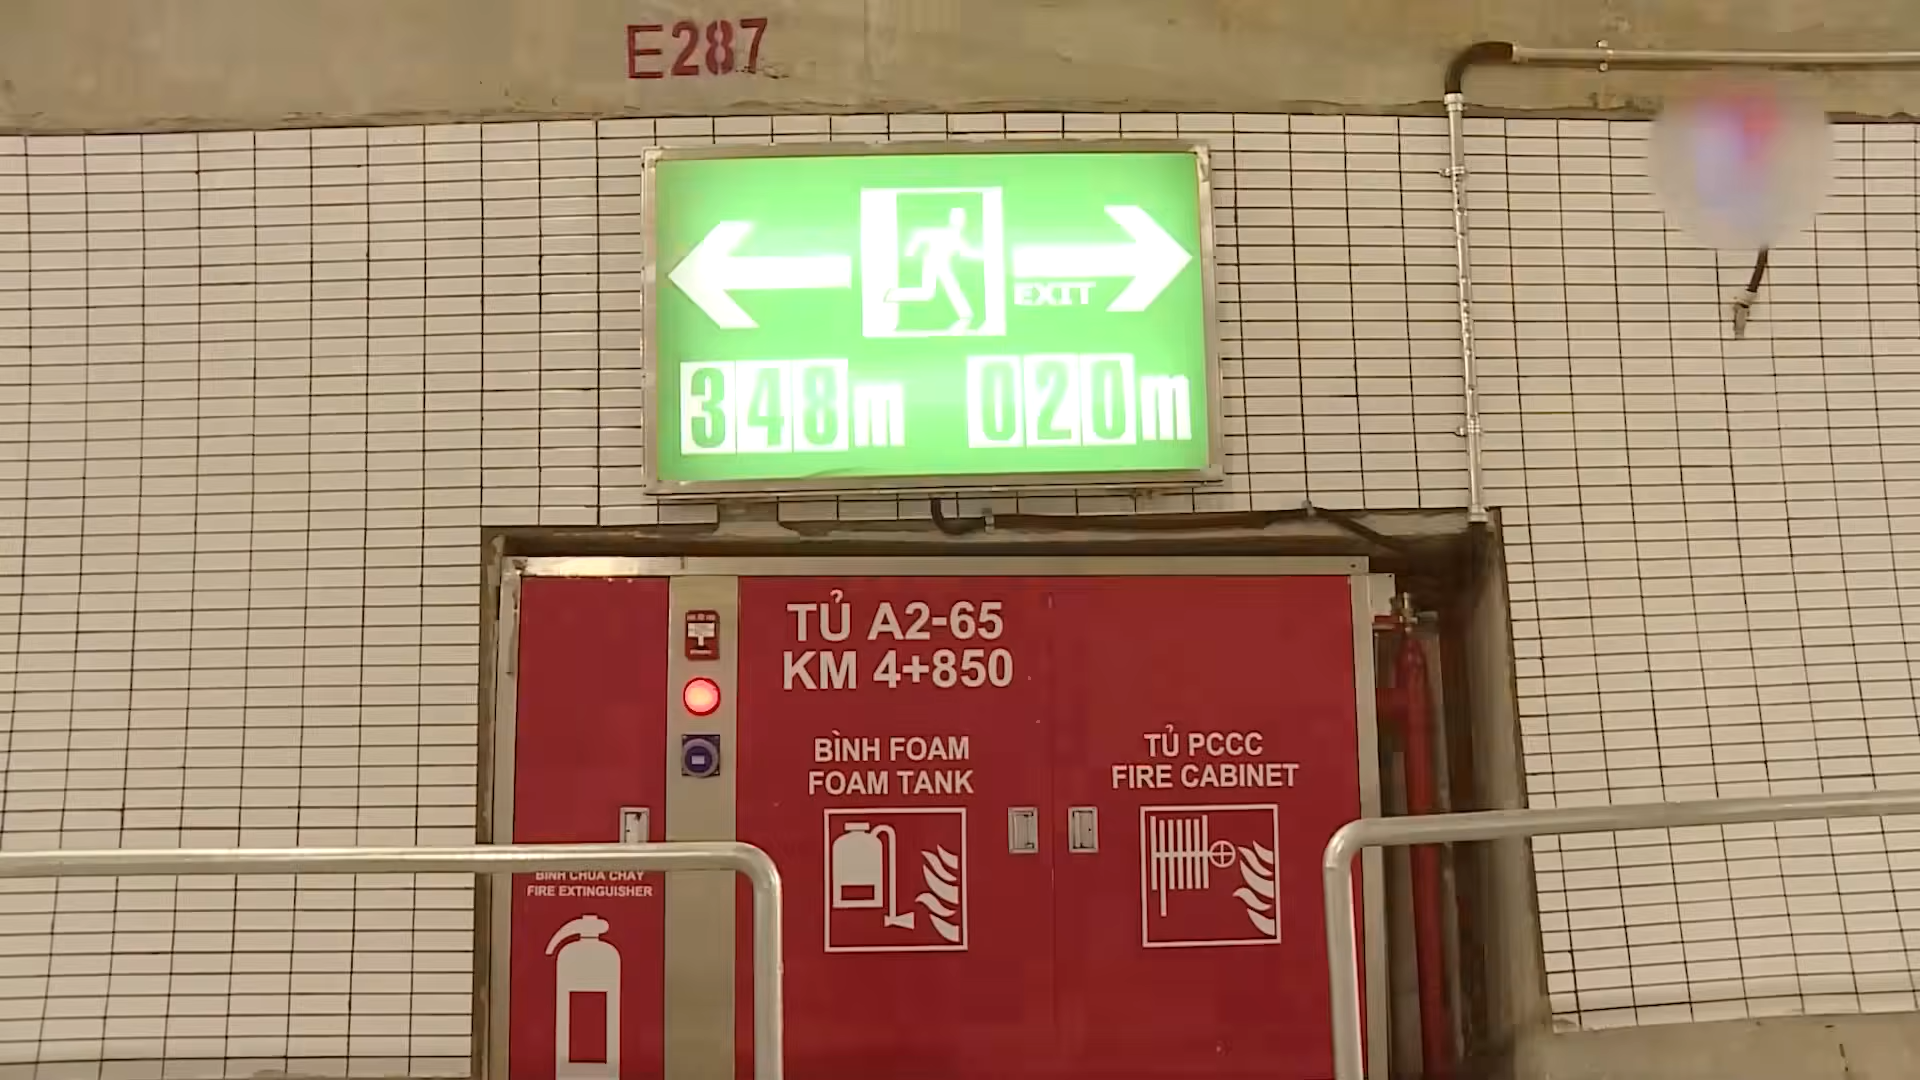 E287
EXIT
348m 020m
TỦ A2-65
KM 4+850
BÌNH FOAM
FOAM TANK
TỦ PCCC
FIRE CABINET
BÌNH CHỮA CHÁY
FIRE EXTINGUISHER